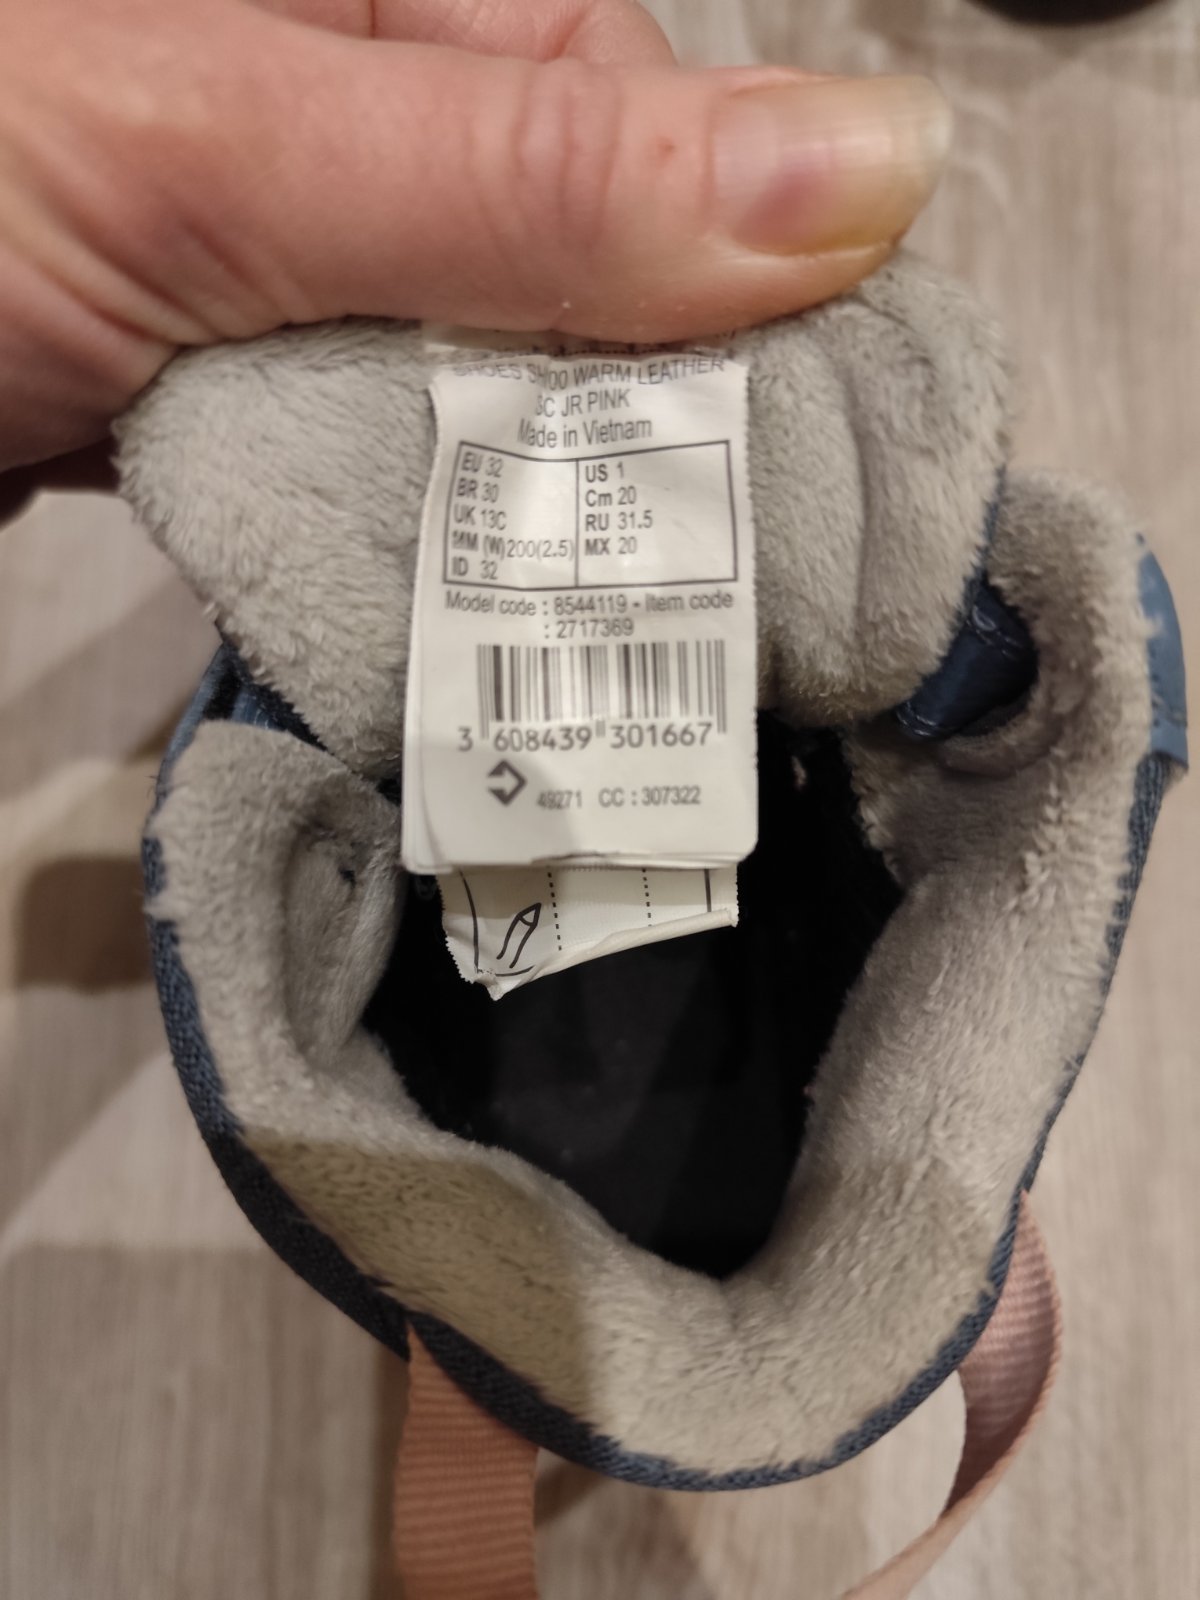 SHOES SH100 WARM LEATHER
SC JR PINK
Made in Vietnam
EU 32
BR 30
UK 13C
MM (W)200(2.5)
ID 32
US 1
Cm 20
RU 31.5
MX 20
Model code : 8544119 - Item code
: 2717369
3 608439 301667
49271 CC : 307322